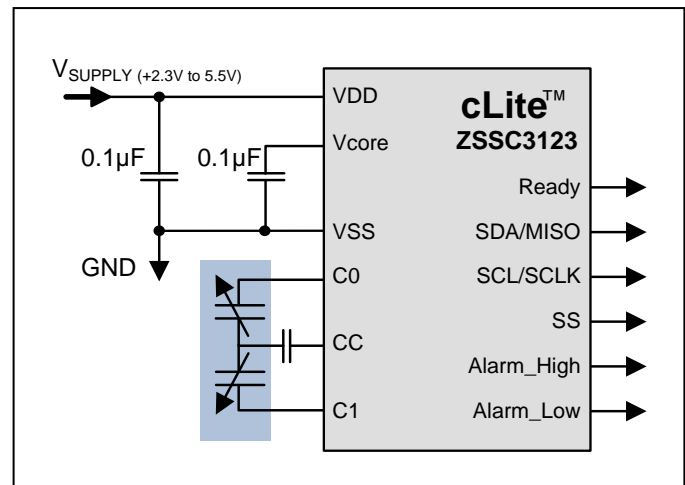 VSUPPLY (+2.3V to 5.5V)
VDD
cLite™
ZSSC3123
0.1µF
0.1µF
Vcore
Ready
VSS
SDA/MISO
GND
C0
SCL/SCLK
CC
SS
Alarm_High
C1
Alarm_Low